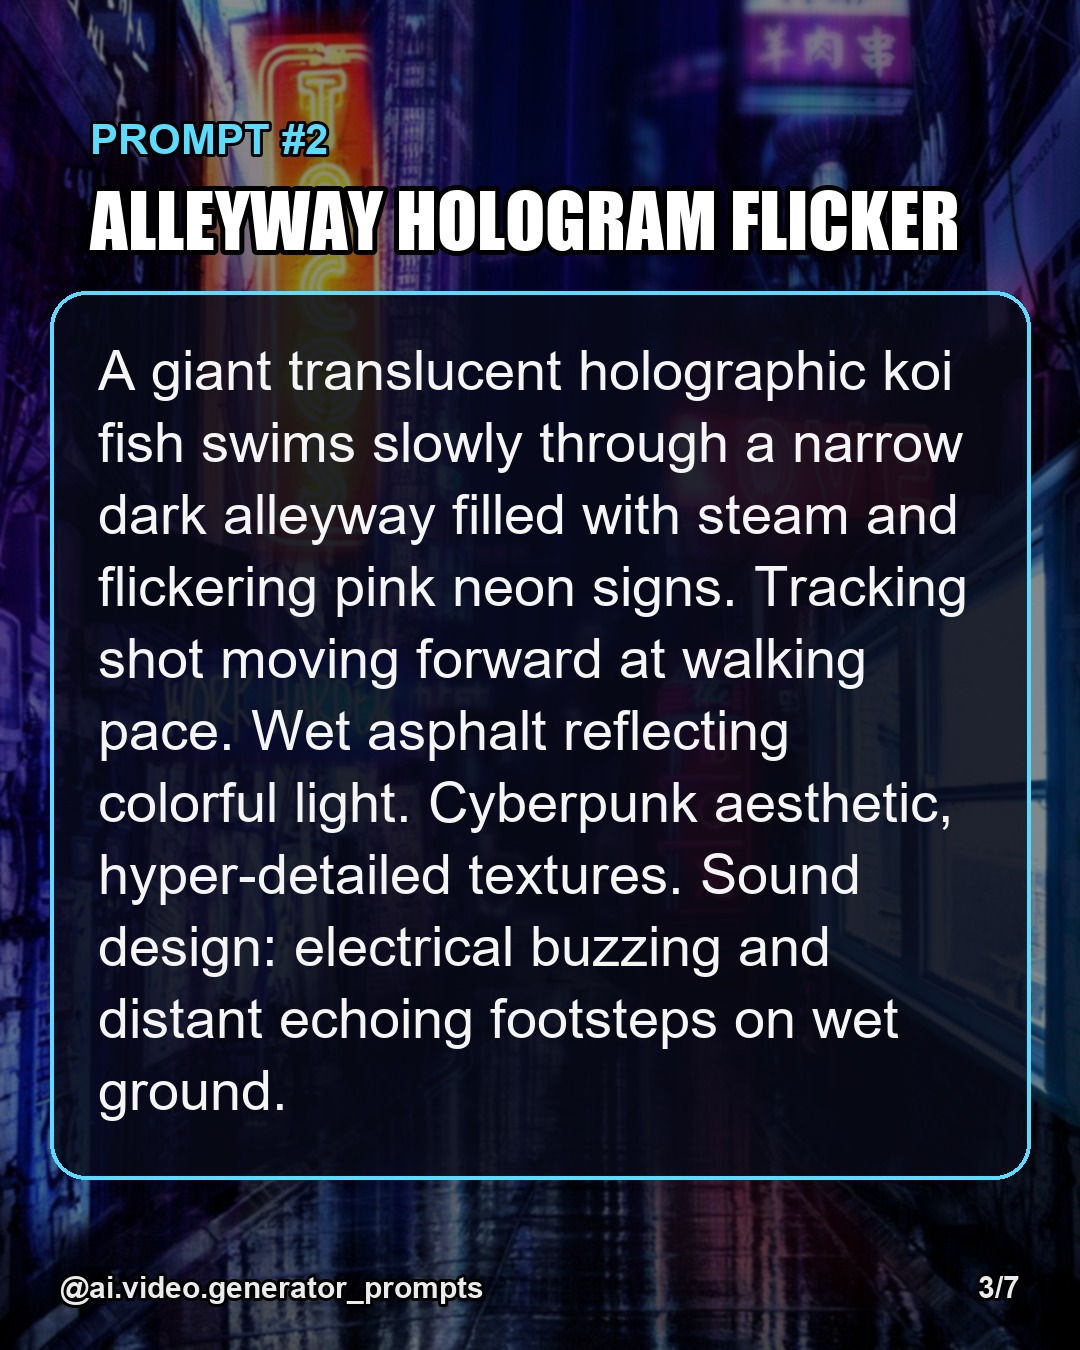 羊肉串
PROMPT #2
ALLEYWAY HOLOGRAM FLICKER
A giant translucent holographic koi
fish swims slowly through a narrow
dark alleyway filled with steam and
flickering pink neon signs. Tracking
shot moving forward at walking
pace. Wet asphalt reflecting
colorful light. Cyberpunk aesthetic,
hyper-detailed textures. Sound
design: electrical buzzing and
distant echoing footsteps on wet
ground.
@ai.video.generator_prompts
3/7